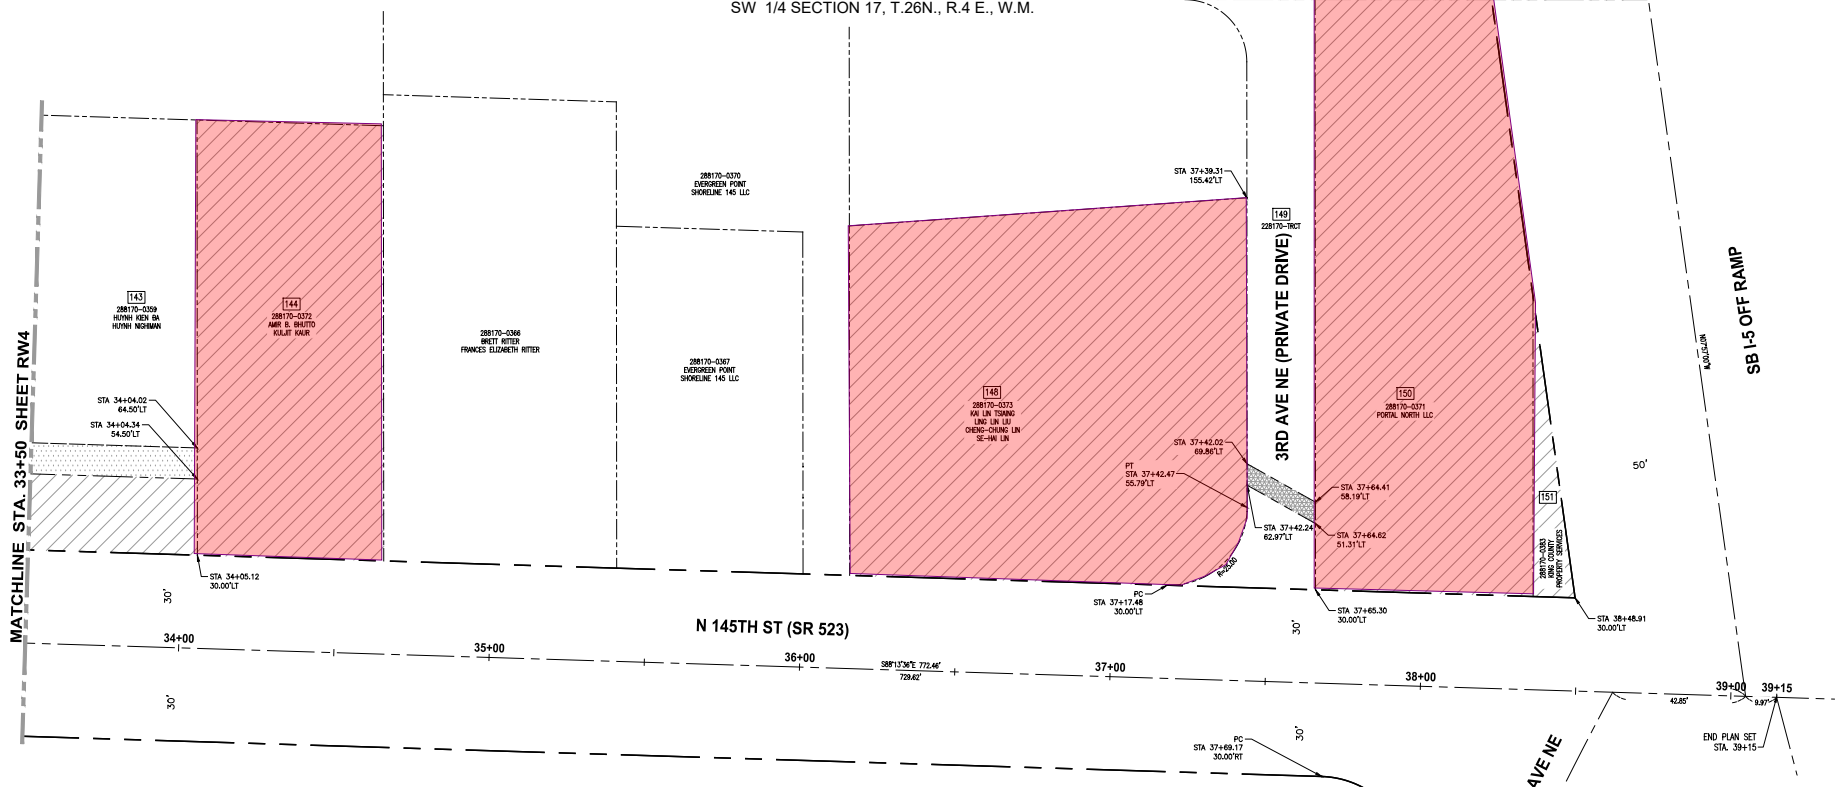 SW 1/4 SECTION 17, T.26N., R.4 E., W.M.
288170-0370
EVERGREEN POINT
SHORELINE 145 LLC
STA 37+39.31
155.42'LT
149
228170-TRCT
3RD AVE NE (PRIVATE DRIVE)
SB I-5 OFF RAMP
143
288170-0359
HUYNH KIEN BA
HUYNH NGHIMAN
144
288170-0372
AMIR B. BHUTTO
KULJIT KAUR
288170-0366
BRETT RITTER
FRANCES ELIZABETH RITTER
288170-0367
EVERGREEN POINT
SHORELINE 145 LLC
148
288170-0373
KAI LIN TSAING
LING LIN LIU
CHENG-CHUNG LIN
SE-HAI LIN
150
288170-0371
PORTAL NORTH LLC
MATCHLINE STA. 33+50 SHEET RW4
STA 34+04.02
64.50'LT
STA 34+04.34
54.50'LT
STA 37+42.02
69.86'LT
PT
STA 37+42.47
55.79'LT
STA 37+64.41
58.19'LT
STA 37+42.24
62.97'LT
STA 37+64.62
51.31'LT
50'
151
288170-0383
KING COUNTY
PROPERTY SERVICES
R=25.00
STA 34+05.12
30.00'LT
30'
PC
STA 37+17.48
30.00'LT
STA 37+65.30
30.00'LT
30'
STA 38+48.91
30.00'LT
N 145TH ST (SR 523)
34+00
35+00
36+00
S88°13'36"E 772.46'
729.62'
37+00
38+00
39+00
39+15
42.85'
9.97'
30'
30'
PC
STA 37+69.17
30.00'RT
AVE NE
END PLAN SET
STA. 39+15